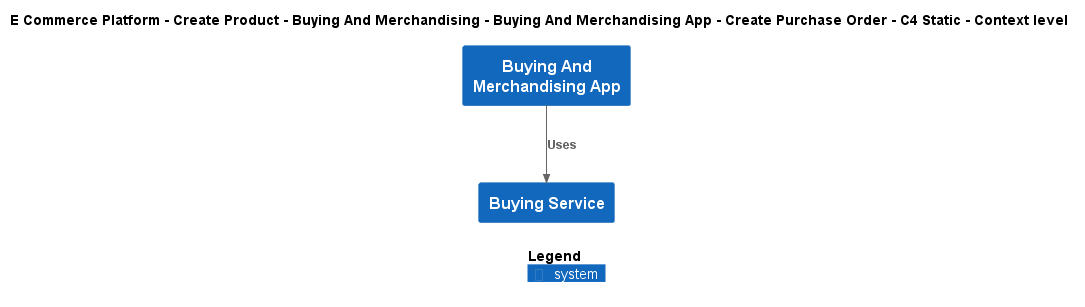 E Commerce Platform - Create Product - Buying And Merchandising - Buying And Merchandising App - Create Purchase Order - C4 Static - Context level
Buying And
Merchandising App
Uses
Buying Service
Legend
system